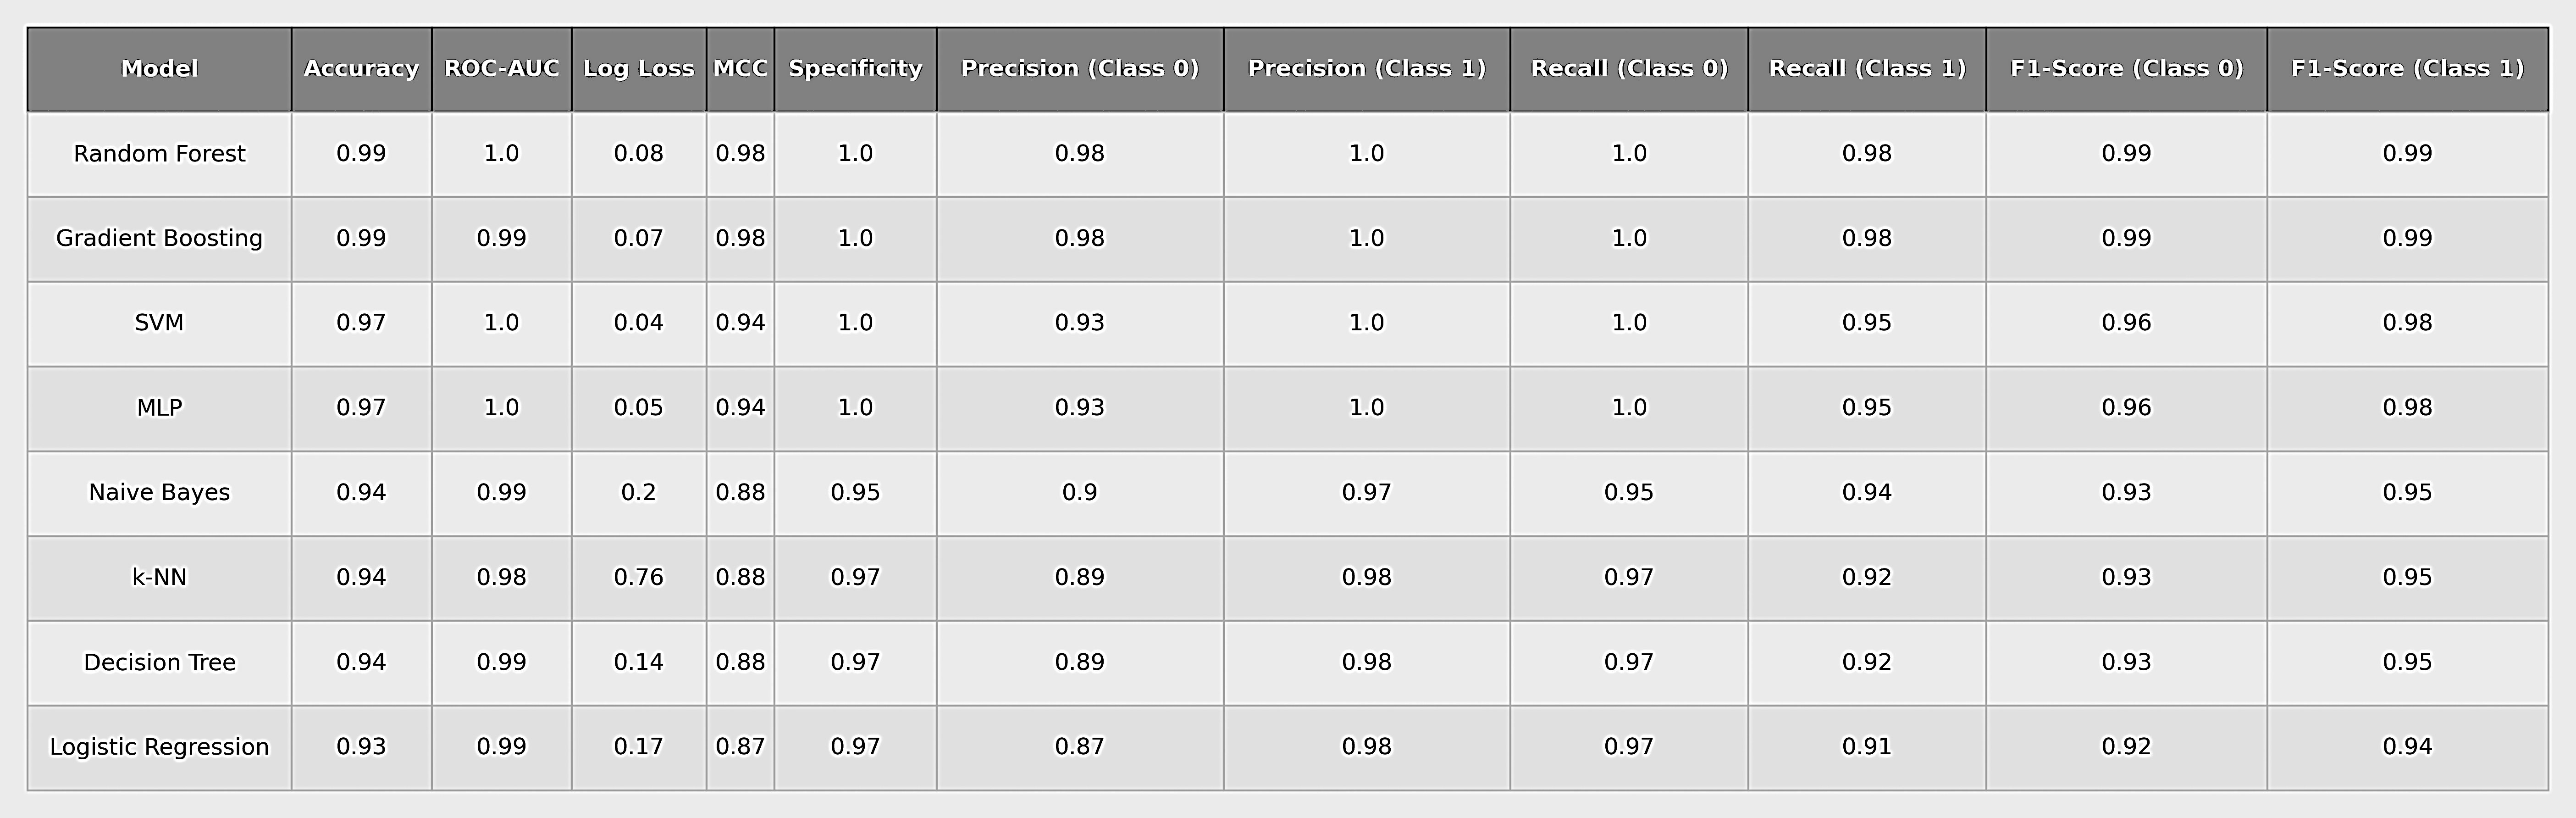 Model Accuracy ROC-AUC Log Loss MCC Specificity Precision (Class 0) Precision (Class 1) Recall (Class 0) Recall (Class 1) F1-Score (Class 0) F1-Score (Class 1)
Random Forest 0.99 1.0 0.08 0.98 1.0 0.98 1.0 1.0 0.98 0.99 0.99
Gradient Boosting 0.99 0.99 0.07 0.98 1.0 0.98 1.0 1.0 0.98 0.99 0.99
SVM 0.97 1.0 0.04 0.94 1.0 0.93 1.0 1.0 0.95 0.96 0.98
MLP 0.97 1.0 0.05 0.94 1.0 0.93 1.0 1.0 0.95 0.96 0.98
Naive Bayes 0.94 0.99 0.2 0.88 0.95 0.9 0.97 0.95 0.94 0.93 0.95
k-NN 0.94 0.98 0.76 0.88 0.97 0.89 0.98 0.97 0.92 0.93 0.95
Decision Tree 0.94 0.99 0.14 0.88 0.97 0.89 0.98 0.97 0.92 0.93 0.95
Logistic Regression 0.93 0.99 0.17 0.87 0.97 0.87 0.98 0.97 0.91 0.92 0.94